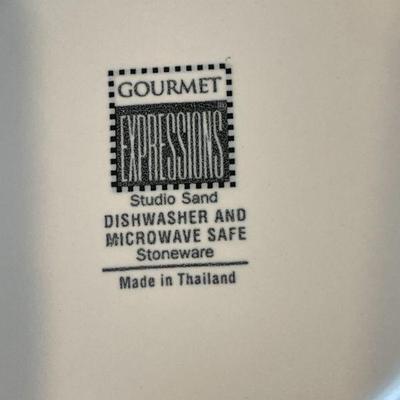 GOURMET
EXPRESSIONS
Studio Sand
DISHWASHER AND
MICROWAVE SAFE
Stoneware
Made in Thailand